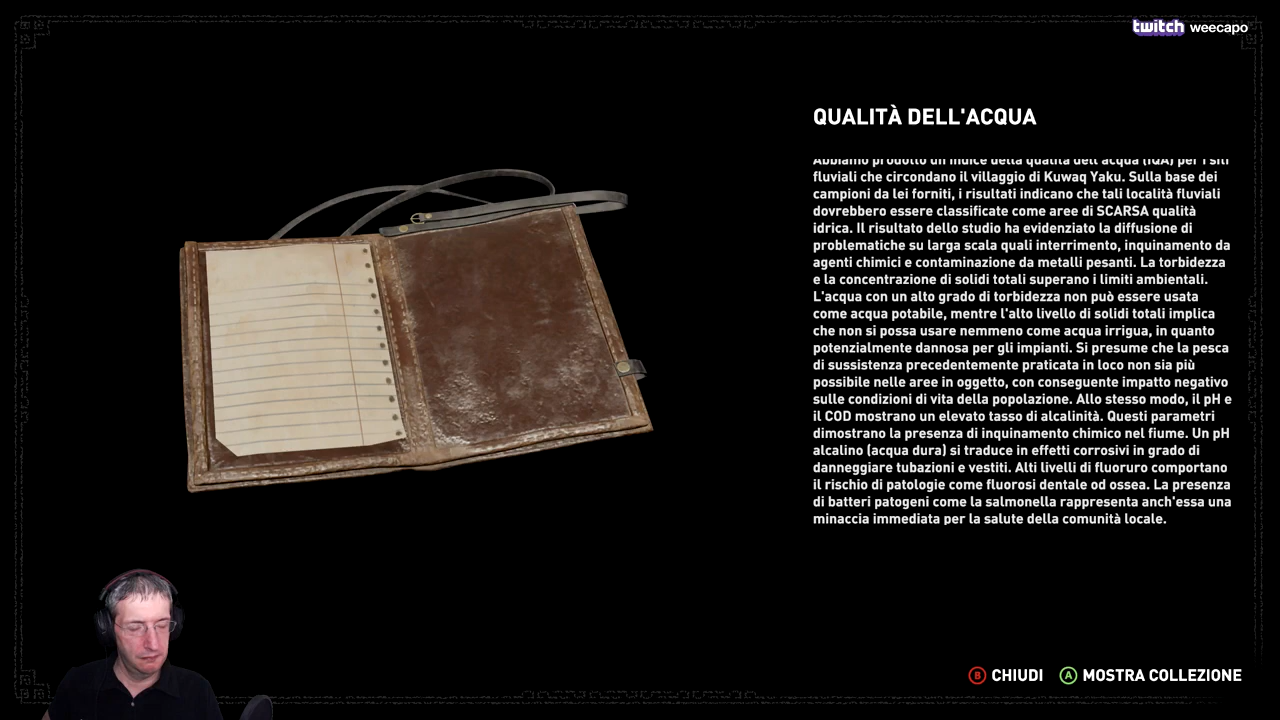 twitch weecapo
QUALITÀ DELL'ACQUA
Abbiamo prodotto un indice della qualità dell'acqua (IQA) per i siti
fluviali che circondano il villaggio di Kuwaq Yaku. Sulla base dei
campioni da lei forniti, i risultati indicano che tali località fluviali
dovrebbero essere classificate come aree di SCARSA qualità
idrica. Il risultato dello studio ha evidenziato la diffusione di
problematiche su larga scala quali interrimento, inquinamento da
agenti chimici e contaminazione da metalli pesanti. La torbidezza
e la concentrazione di solidi totali superano i limiti ambientali.
L'acqua con un alto grado di torbidezza non può essere usata
come acqua potabile, mentre l'alto livello di solidi totali implica
che non si possa usare nemmeno come acqua irrigua, in quanto
potenzialmente dannosa per gli impianti. Si presume che la pesca
di sussistenza precedentemente praticata in loco non sia più
possibile nelle aree in oggetto, con conseguente impatto negativo
sulle condizioni di vita della popolazione. Allo stesso modo, il pH e
il COD mostrano un elevato tasso di alcalinità. Questi parametri
dimostrano la presenza di inquinamento chimico nel fiume. Un pH
alcalino (acqua dura) si traduce in effetti corrosivi in grado di
danneggiare tubazioni e vestiti. Alti livelli di fluoruro comportano
il rischio di patologie come fluorosi dentale od ossea. La presenza
di batteri patogeni come la salmonella rappresenta anch'essa una
minaccia immediata per la salute della comunità locale.
B CHIUDI A MOSTRA COLLEZIONE